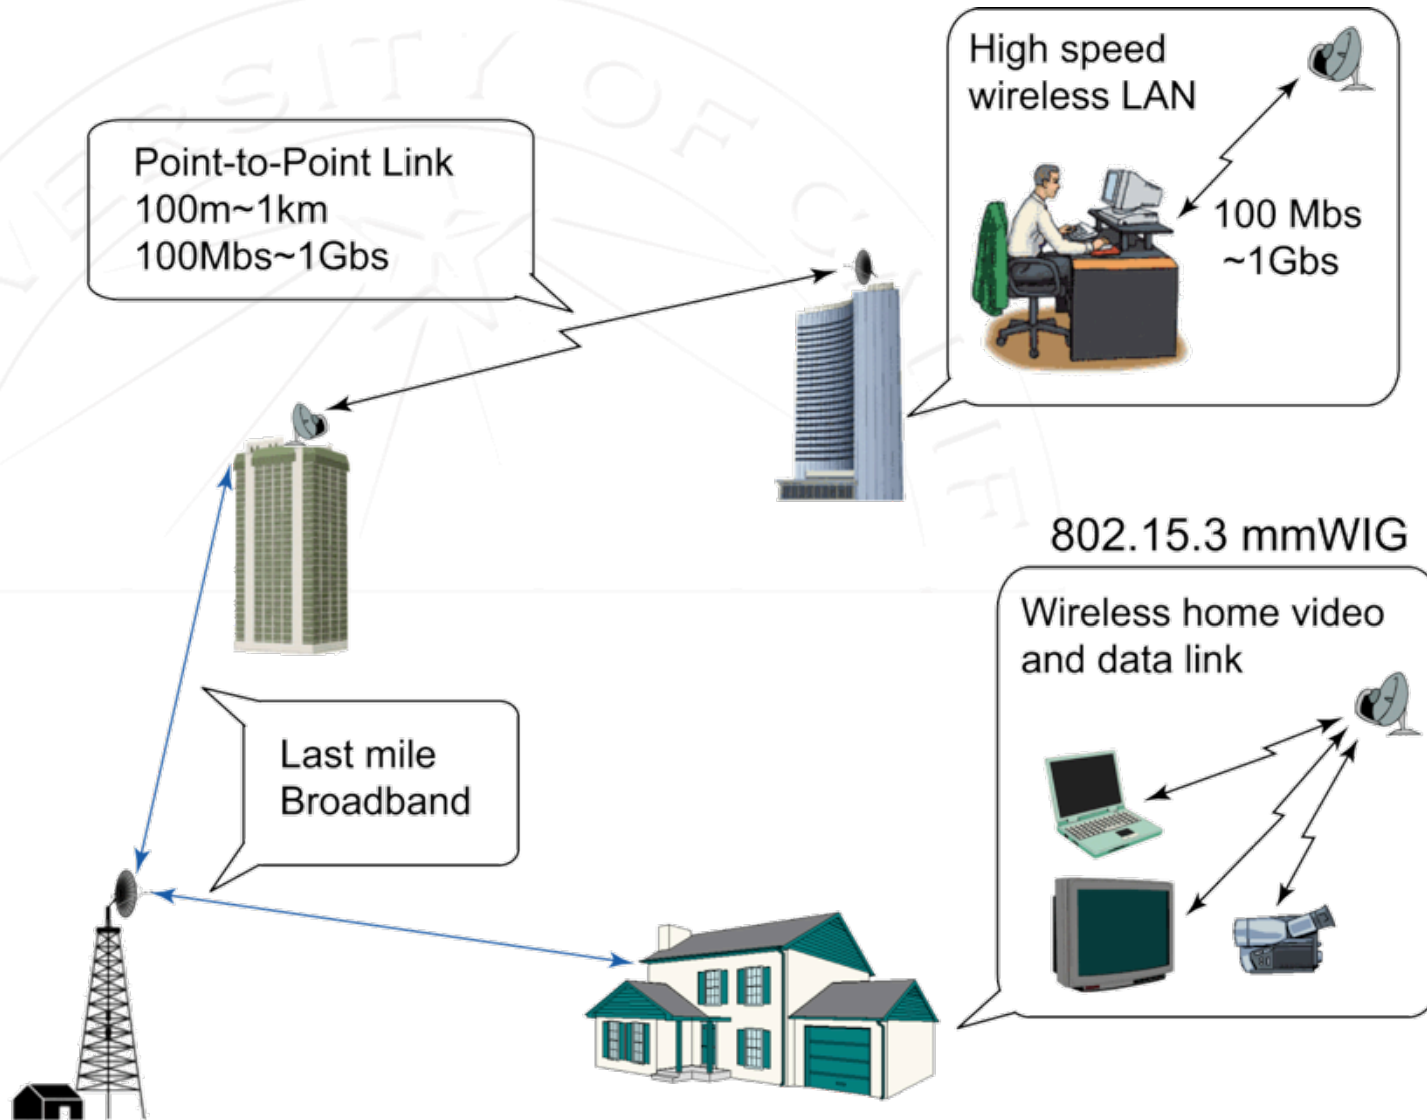 High speed
wireless LAN
100 Mbs
~1Gbs
Point-to-Point Link
100m~1km
100Mbs~1Gbs
802.15.3 mmWIG
Wireless home video
and data link
Last mile
Broadband